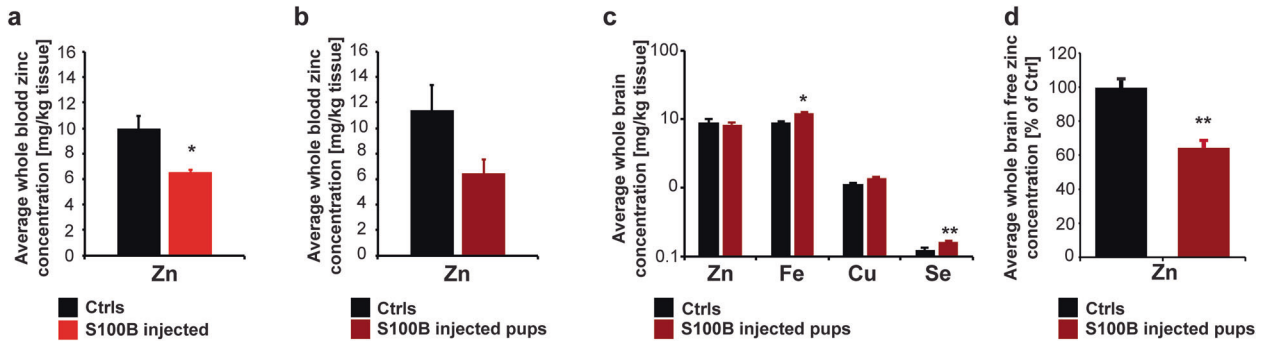 a
Average whole blodd zinc
concentration [mg/kg tissue]
16
14
12
10
8
6
4
2
0
*
Zn
Ctrls
S100B injected
b
Average whole blodd zinc
concentration [mg/kg tissue]
16
14
12
10
8
6
4
2
0
Zn
Ctrls
S100B injected pups
c
Average whole brain
concentration [mg/kg tissue]
100
10
0
0.1
*
**
Zn Fe Cu Se
Ctrls
S100B injected pups
d
Average whole brain free zinc
concentration [% of Ctrl]
120
100
80
60
40
20
0
**
Zn
Ctrls
S100B injected pups